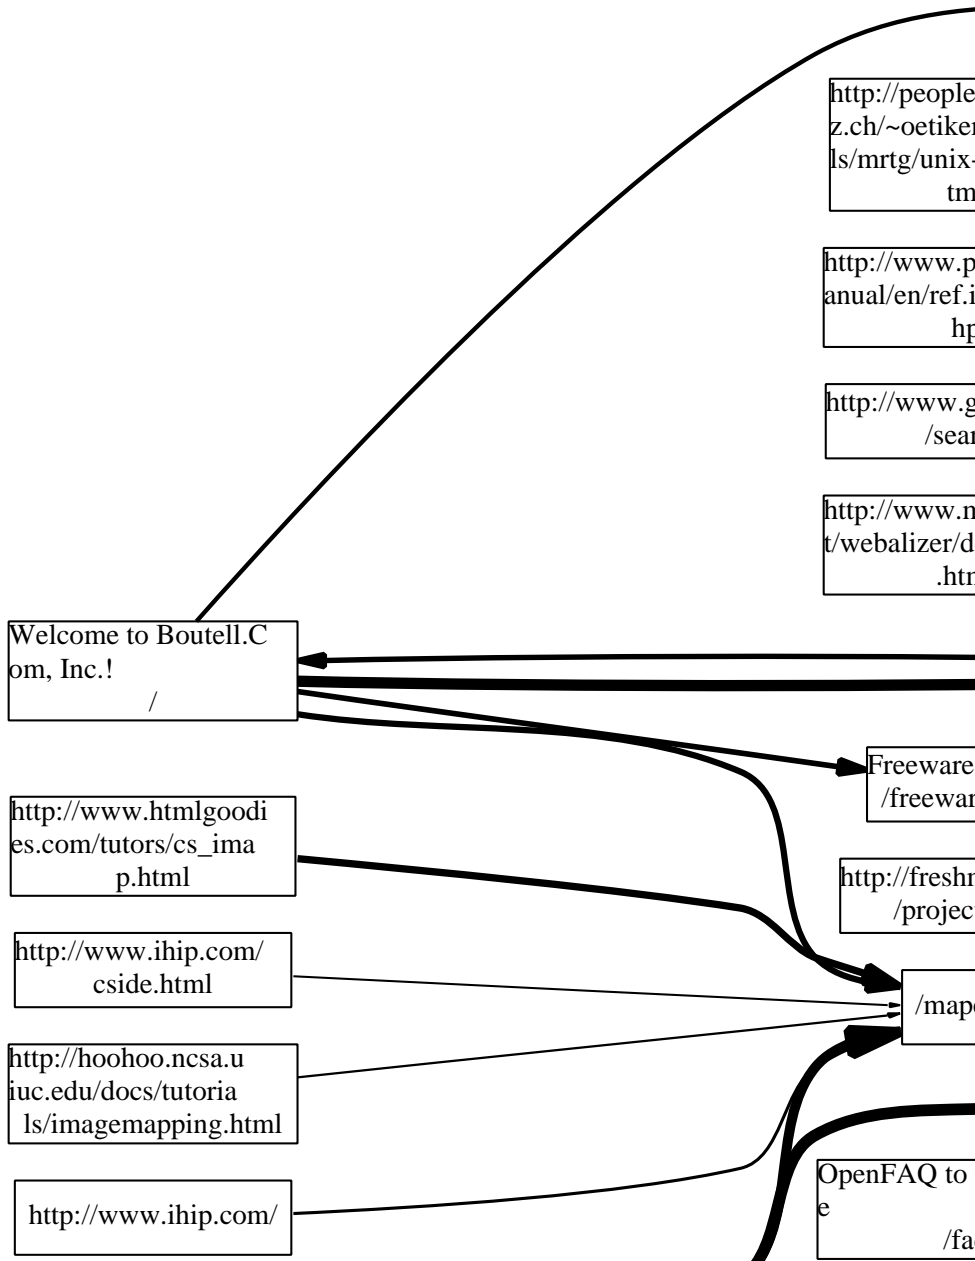 http://people
z.ch/~oetiker
ls/mrtg/unix-
tm
http://www.p
anual/en/ref.i
hp
http://www.g
/sear
http://www.m
t/webalizer/d
.htm
Welcome to Boutell.C
om, Inc.!
/
Freeware
/freewar
http://www.htmlgoodi
es.com/tutors/cs_ima
p.html
http://freshm
/project
http://www.ihip.com/
cside.html
/mape
http://hoohoo.ncsa.u
iuc.edu/docs/tutoria
ls/imagemapping.html
OpenFAQ to
e
/fa
http://www.ihip.com/